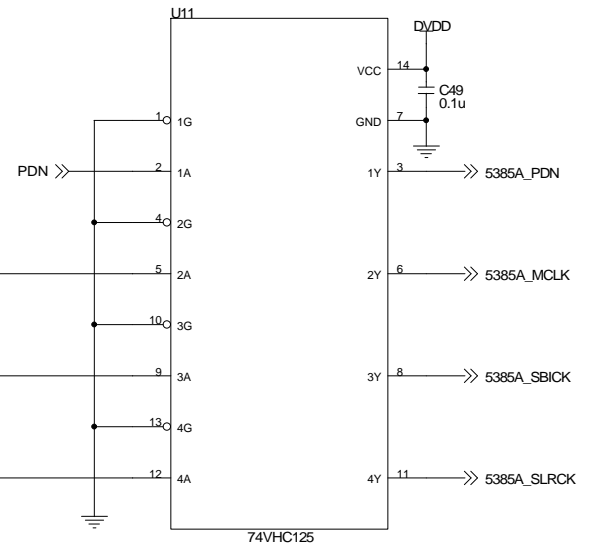 U11
DVDD
VCC 14
C49
0.1u
1 1G
GND 7
PDN 2 1A
1Y 3 5385A_PDN
4 2G
5 2A
2Y 6 5385A_MCLK
10 3G
9 3A
3Y 8 5385A_SBICK
13 4G
12 4A
4Y 11 5385A_SLRCK
74VHC125